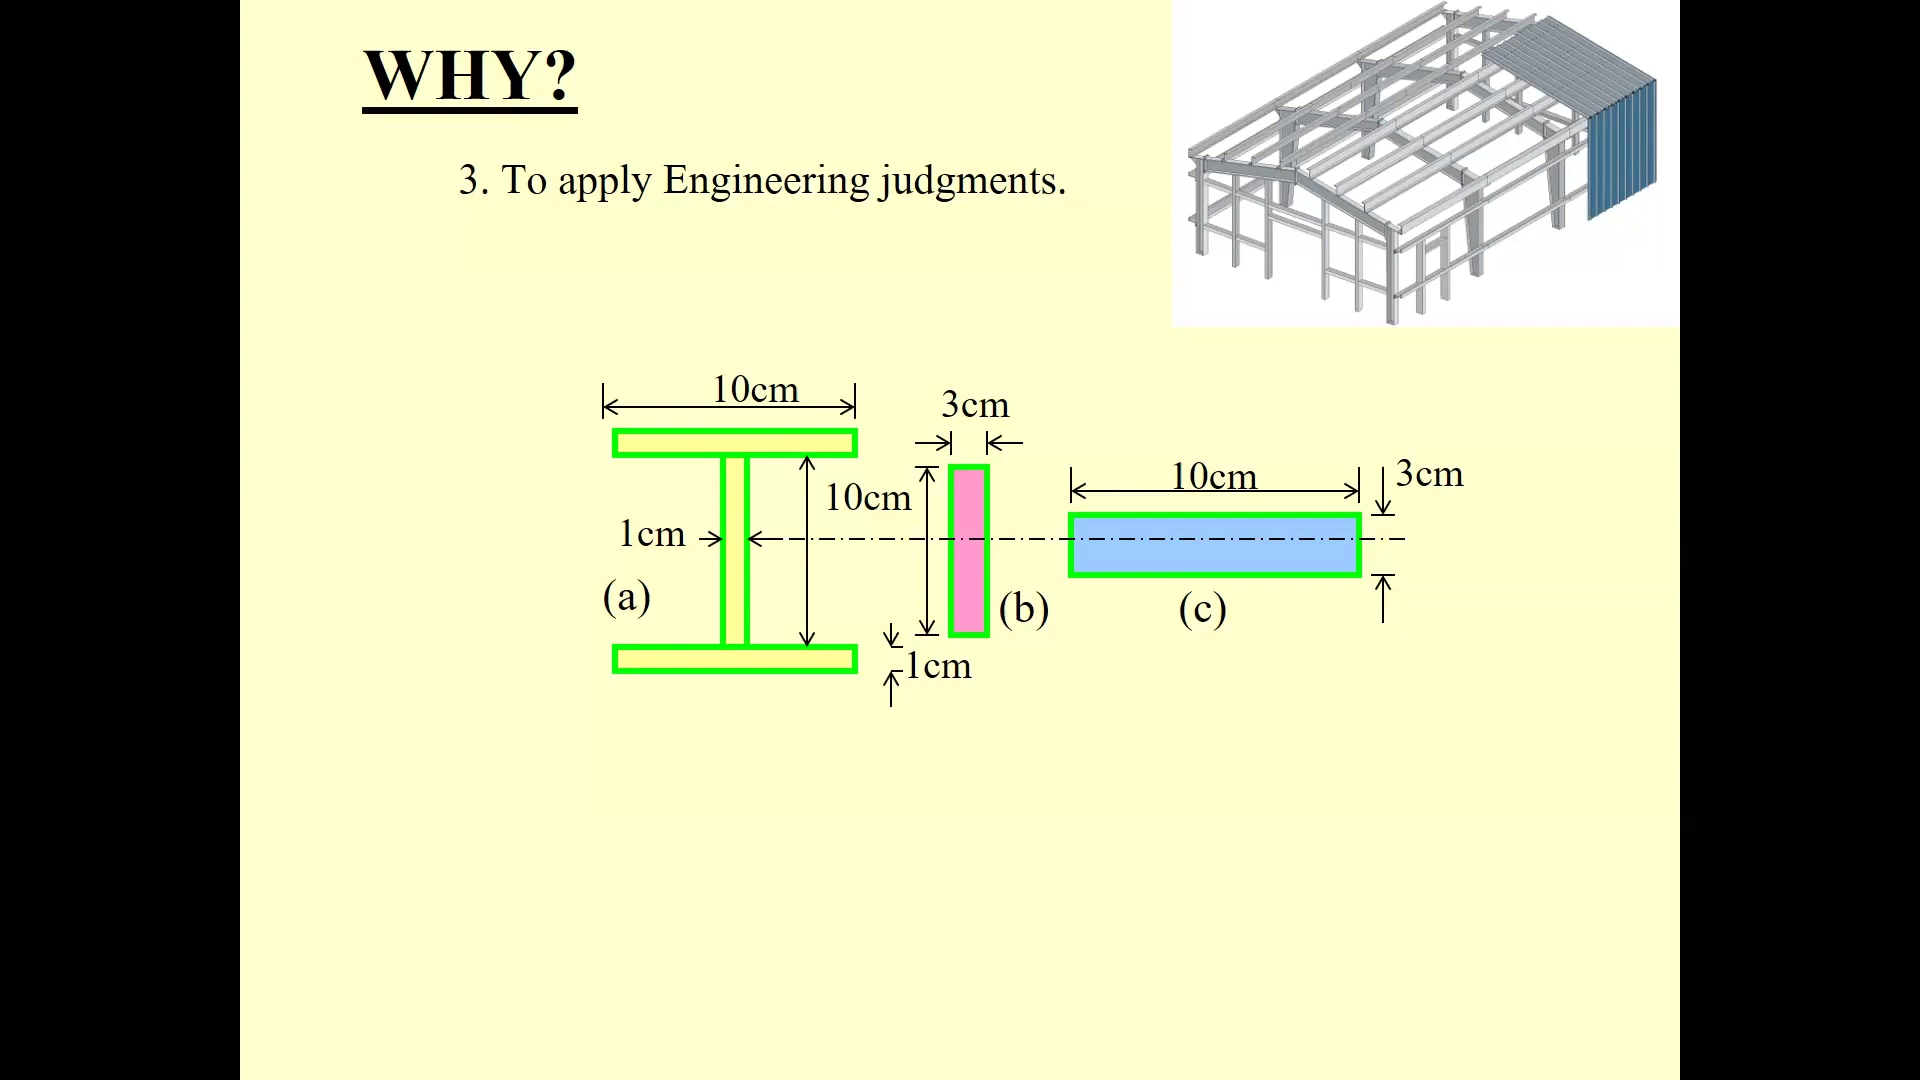 WHY?
3. To apply Engineering judgments.
10cm
3cm
10cm
3cm
10cm
1cm
(a)
(b)
(c)
1cm